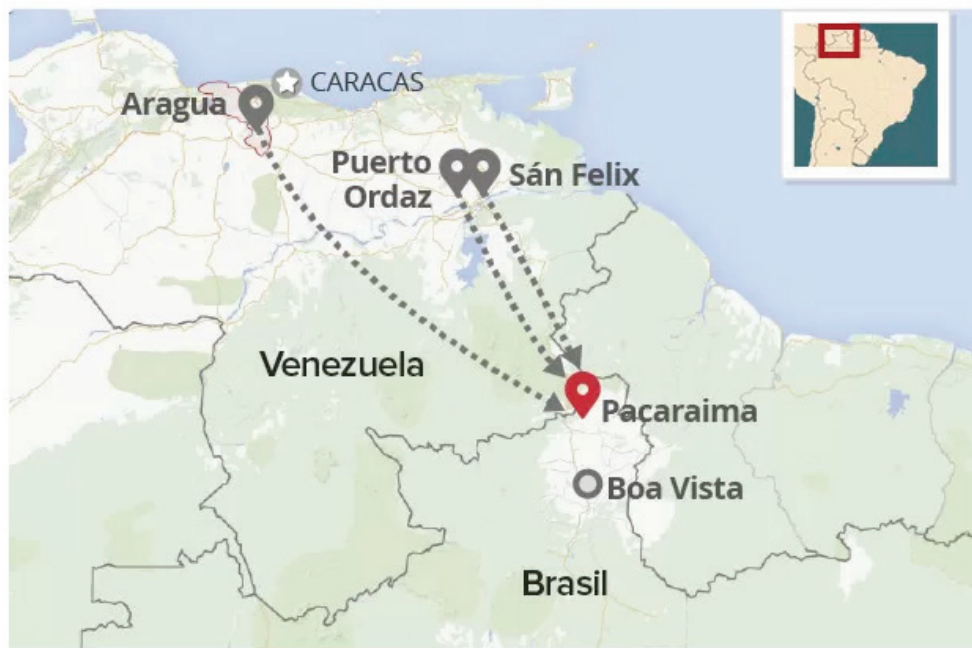 CARACAS
Aragua
Puerto
Ordaz
Sán Felix
Venezuela
Pacaraima
Boa Vista
Brasil